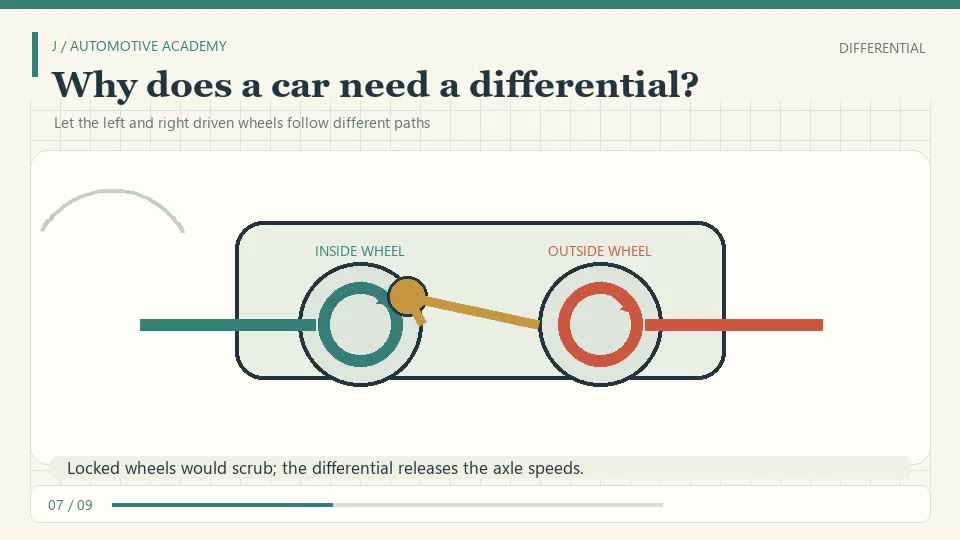 J / AUTOMOTIVE ACADEMY
DIFFERENTIAL
Why does a car need a differential?
Let the left and right driven wheels follow different paths
INSIDE WHEEL
OUTSIDE WHEEL
Locked wheels would scrub; the differential releases the axle speeds.
07 / 09